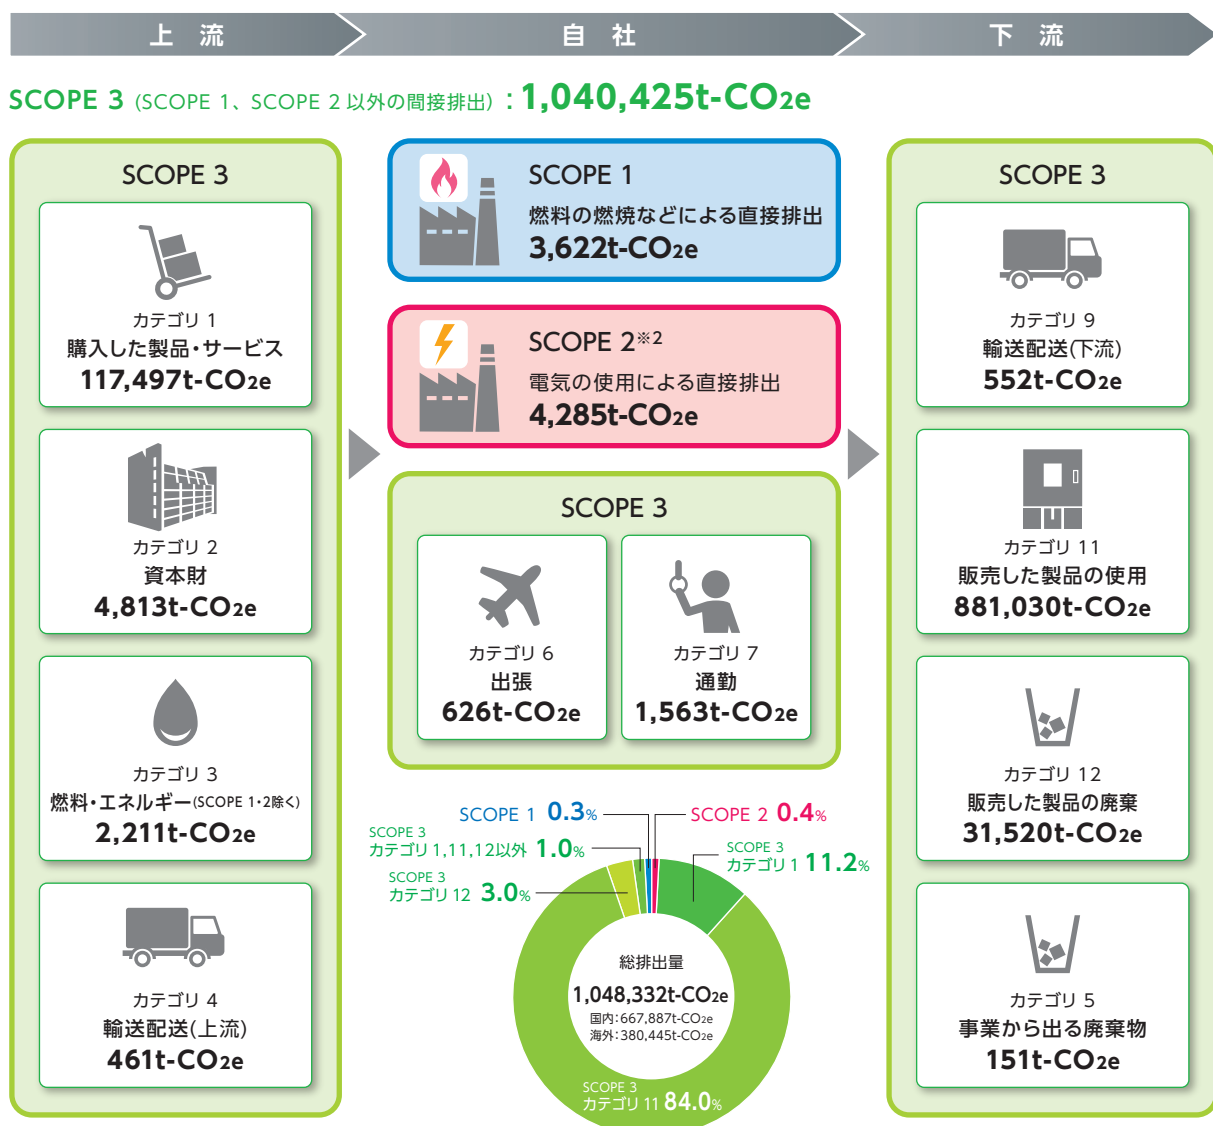 上流
自社
下流
SCOPE 3 (SCOPE 1、SCOPE 2 以外の間接排出)：1,040,425t-CO2e
SCOPE 3
カテゴリ 1
購入した製品・サービス
117,497t-CO2e
カテゴリ 2
資本財
4,813t-CO2e
カテゴリ 3
燃料・エネルギー(SCOPE 1・2除く)
2,211t-CO2e
カテゴリ 4
輸送配送(上流)
461t-CO2e
SCOPE 1
燃料の燃焼などによる直接排出
3,622t-CO2e
SCOPE 2※2
電気の使用による直接排出
4,285t-CO2e
SCOPE 3
カテゴリ 6
出張
626t-CO2e
カテゴリ 7
通勤
1,563t-CO2e
SCOPE 1 0.3%
SCOPE 2 0.4%
SCOPE 3
カテゴリ 1,11,12以外 1.0%
SCOPE 3
カテゴリ 1 11.2%
SCOPE 3
カテゴリ 12 3.0%
総排出量
1,048,332t-CO2e
国内：667,887t-CO2e
海外：380,445t-CO2e
SCOPE 3
カテゴリ 11 84.0%
SCOPE 3
カテゴリ 9
輸送配送(下流)
552t-CO2e
カテゴリ 11
販売した製品の使用
881,030t-CO2e
カテゴリ 12
販売した製品の廃棄
31,520t-CO2e
カテゴリ 5
事業から出る廃棄物
151t-CO2e